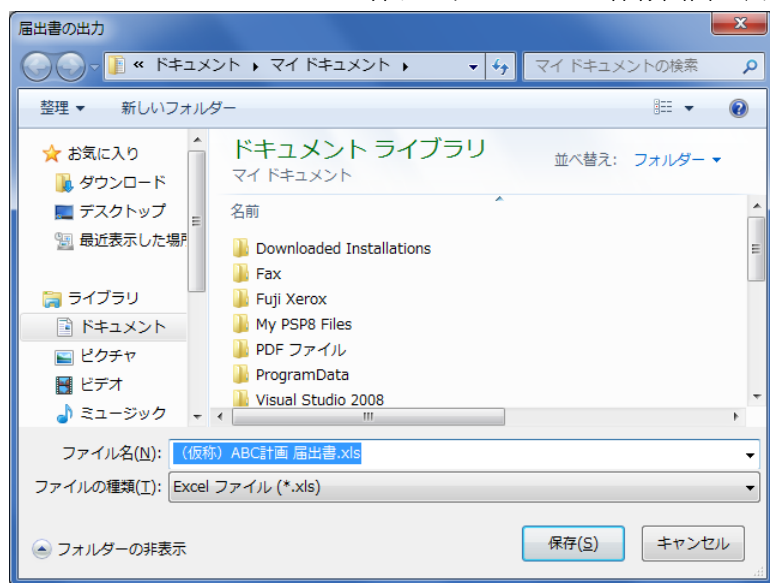 届出書の出力
« ドキュメント ▸ マイ ドキュメント ▸
マイ ドキュメントの検索
整理 ▼ 新しいフォルダー
お気に入り
ダウンロード
デスクトップ
最近表示した場所
ライブラリ
ドキュメント
ピクチャ
ビデオ
ミュージック
ドキュメント ライブラリ
マイ ドキュメント
並べ替え: フォルダー ▼
名前
Downloaded Installations
Fax
Fuji Xerox
My PSP8 Files
PDF ファイル
ProgramData
Visual Studio 2008
ファイル名(N): （仮称）ABC計画 届出書.xls
ファイルの種類(T): Excel ファイル (*.xls)
フォルダーの非表示
保存(S)
キャンセル